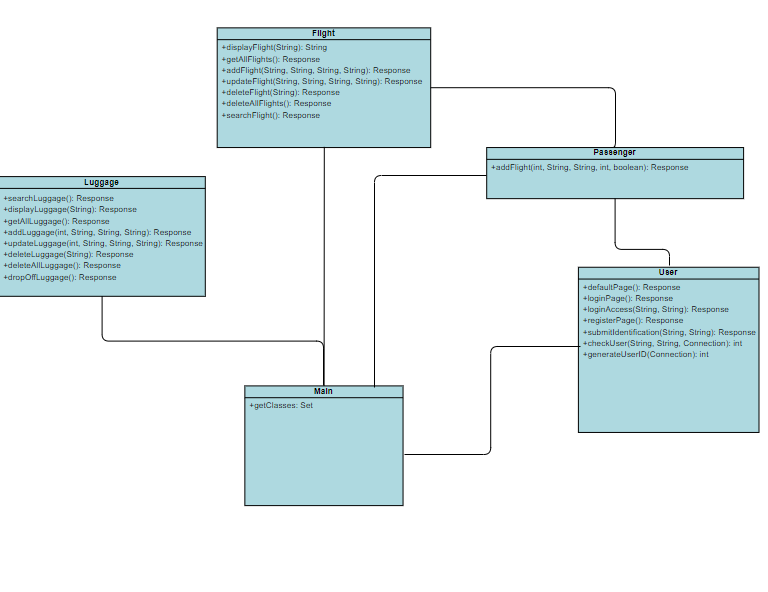 Flight
+displayFlight(String): String
+getAllFlights(): Response
+addFlight(String, String, String, String): Response
+updateFlight(String, String, String, String): Response
+deleteFlight(String): Response
+deleteAllFlights(): Response
+searchFlight(): Response
Passenger
+addFlight(int, String, String, int, boolean): Response
Luggage
+searchLuggage(): Response
+displayLuggage(String): Response
+getAllLuggage(): Response
+addLuggage(int, String, String, String): Response
+updateLuggage(int, String, String, String): Response
+deleteLuggage(String): Response
+deleteAllLuggage(): Response
+dropOffLuggage(): Response
User
+defaultPage(): Response
+loginPage(): Response
+loginAccess(String, String): Response
+registerPage(): Response
+submitIdentification(String, String): Response
+checkUser(String, String, Connection): int
+generateUserID(Connection): int
Main
+getClasses: Set